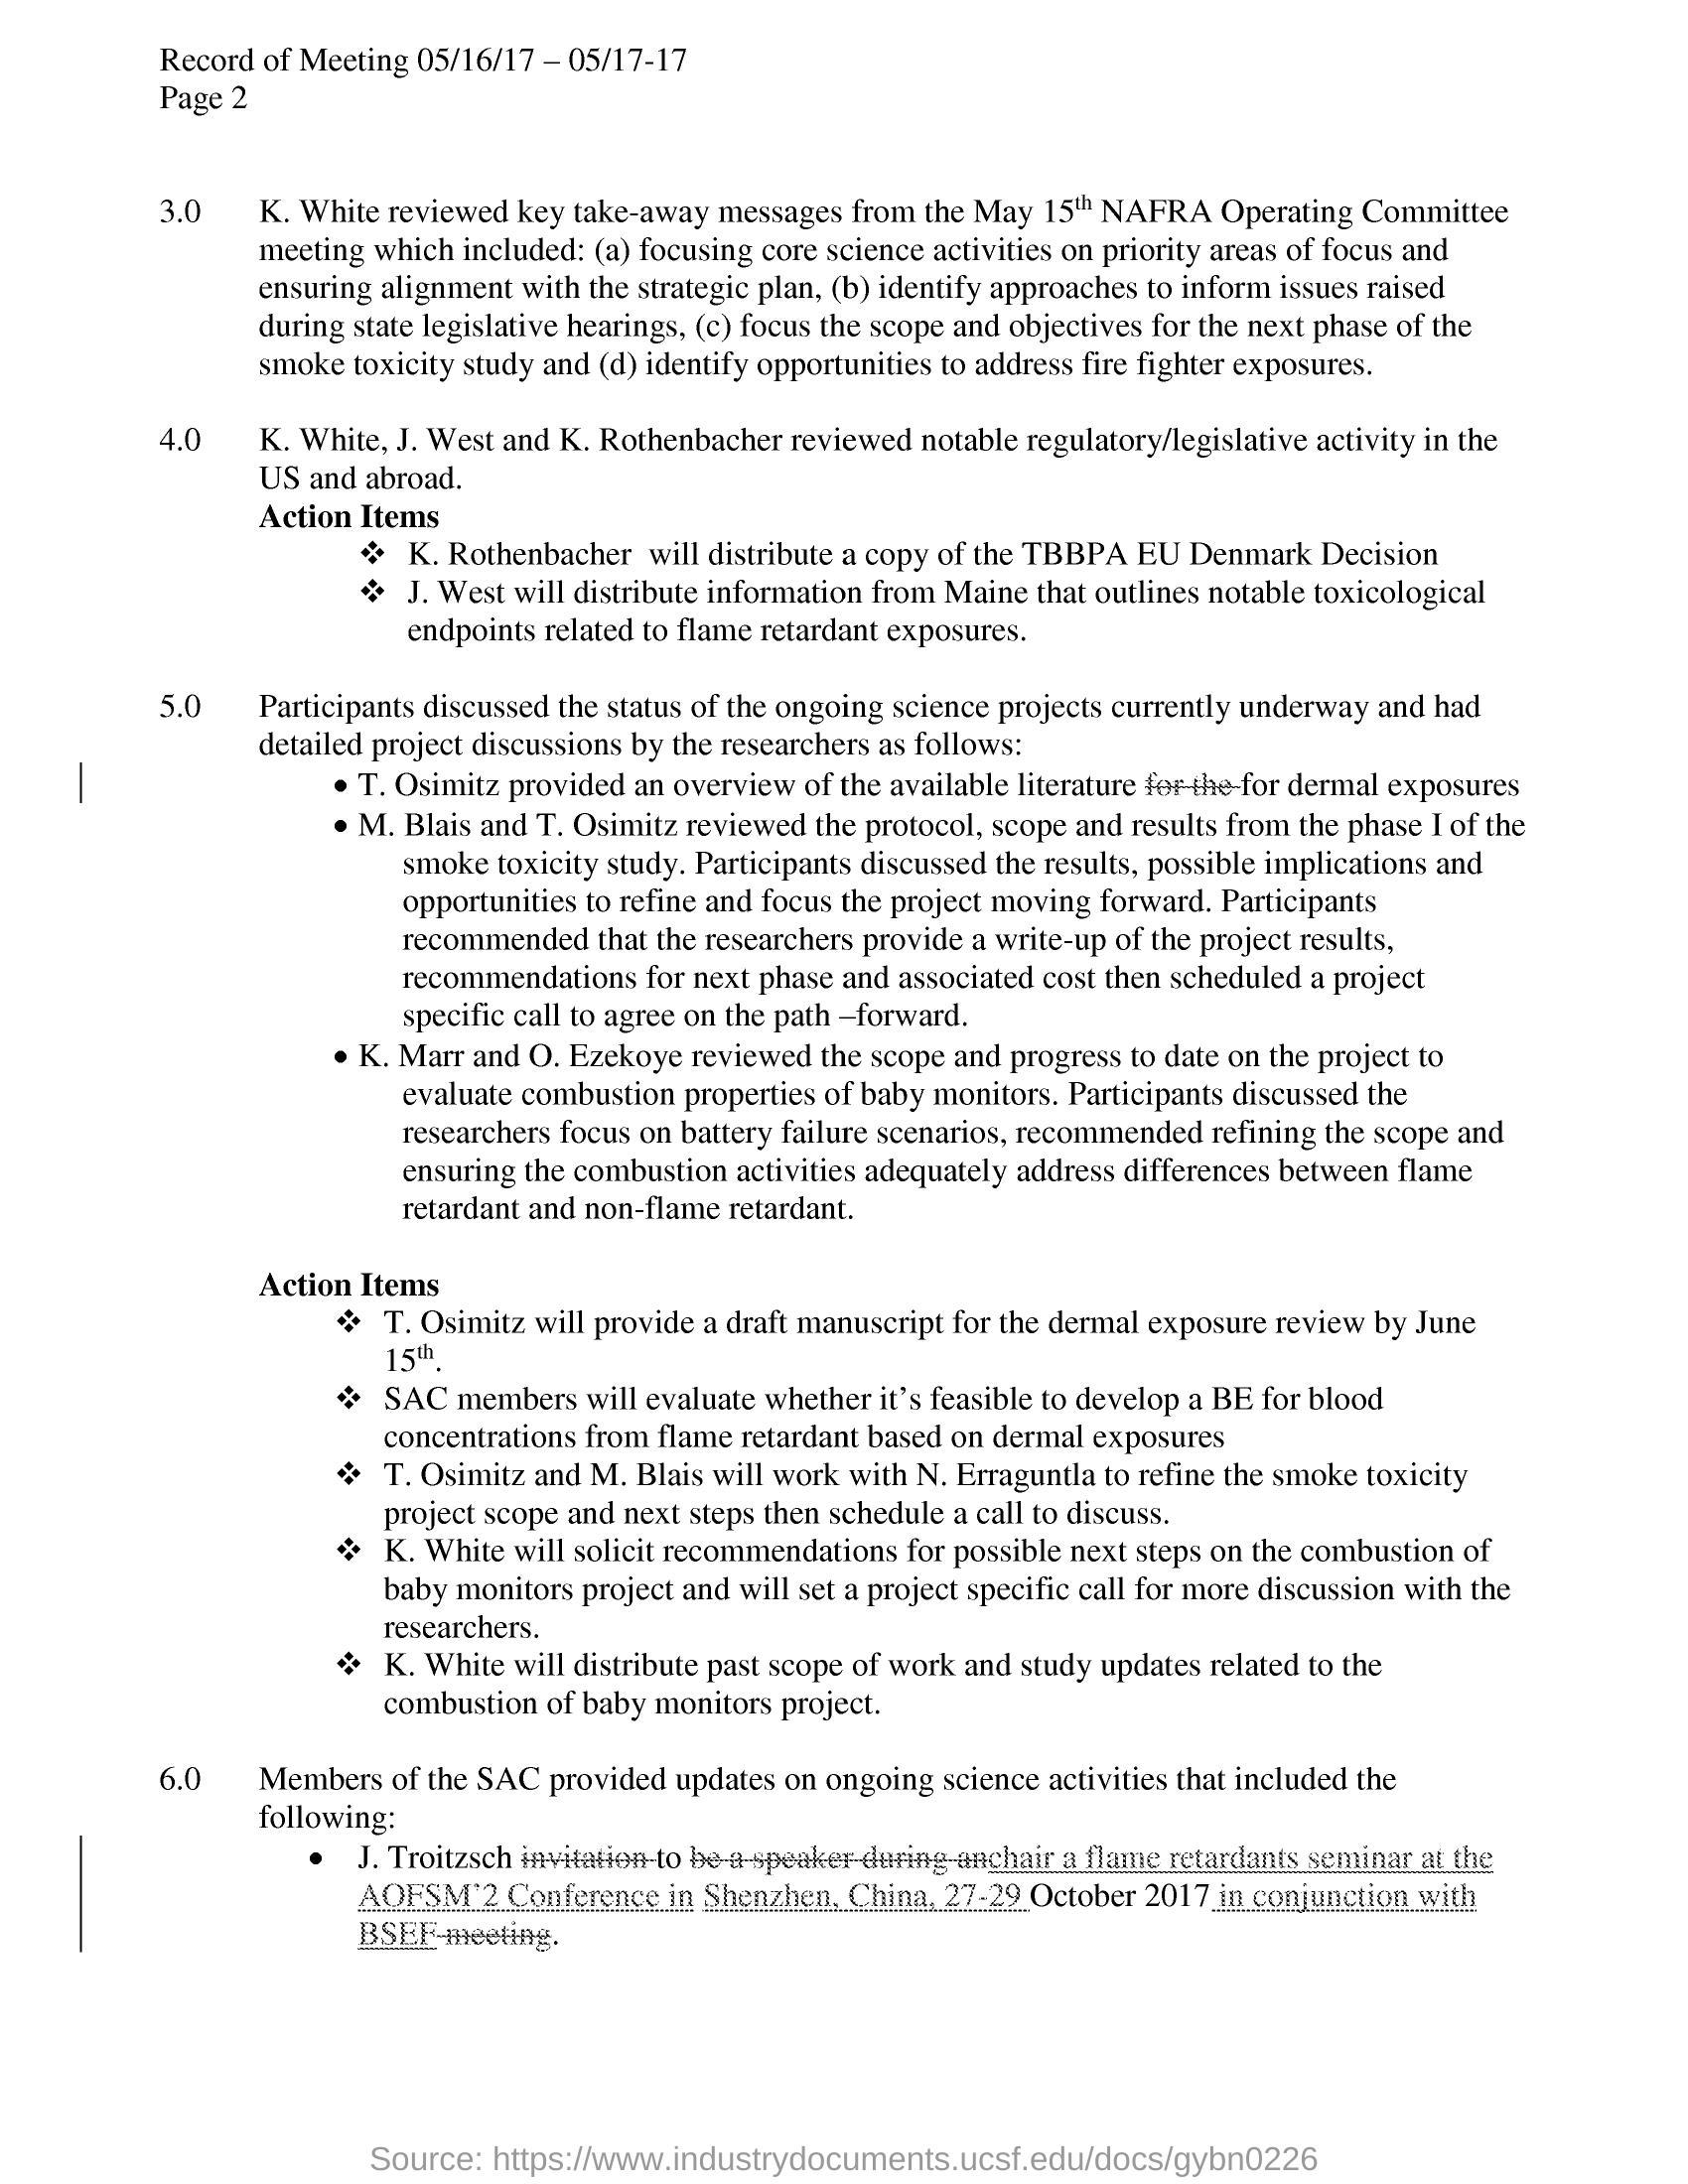 Record of Meeting 05/16/17 – 05/17-17
Page 2
3.0 K. White reviewed key take-away messages from the May 15th NAFRA Operating Committee
meeting which included: (a) focusing core science activities on priority areas of focus and
ensuring alignment with the strategic plan, (b) identify approaches to inform issues raised
during state legislative hearings, (c) focus the scope and objectives for the next phase of the
smoke toxicity study and (d) identify opportunities to address fire fighter exposures.
4.0 K. White, J. West and K. Rothenbacher reviewed notable regulatory/legislative activity in the
US and abroad.
Action Items
❖ K. Rothenbacher will distribute a copy of the TBBPA EU Denmark Decision
❖ J. West will distribute information from Maine that outlines notable toxicological
endpoints related to flame retardant exposures.
5.0 Participants discussed the status of the ongoing science projects currently underway and had
detailed project discussions by the researchers as follows:
• T. Osimitz provided an overview of the available literature for the for dermal exposures
• M. Blais and T. Osimitz reviewed the protocol, scope and results from the phase I of the
smoke toxicity study. Participants discussed the results, possible implications and
opportunities to refine and focus the project moving forward. Participants
recommended that the researchers provide a write-up of the project results,
recommendations for next phase and associated cost then scheduled a project
specific call to agree on the path –forward.
• K. Marr and O. Ezekoye reviewed the scope and progress to date on the project to
evaluate combustion properties of baby monitors. Participants discussed the
researchers focus on battery failure scenarios, recommended refining the scope and
ensuring the combustion activities adequately address differences between flame
retardant and non-flame retardant.
Action Items
❖ T. Osimitz will provide a draft manuscript for the dermal exposure review by June
15th.
❖ SAC members will evaluate whether it's feasible to develop a BE for blood
concentrations from flame retardant based on dermal exposures
❖ T. Osimitz and M. Blais will work with N. Erraguntla to refine the smoke toxicity
project scope and next steps then schedule a call to discuss.
❖ K. White will solicit recommendations for possible next steps on the combustion of
baby monitors project and will set a project specific call for more discussion with the
researchers.
❖ K. White will distribute past scope of work and study updates related to the
combustion of baby monitors project.
6.0 Members of the SAC provided updates on ongoing science activities that included the
following:
• J. Troitzsch invitation to be a speaker during anchair a flame retardants seminar at the
AOFSM'2 Conference in Shenzhen, China, 27-29 October 2017 in conjunction with
BSEF meeting.
Source: https://www.industrydocuments.ucsf.edu/docs/gybn0226